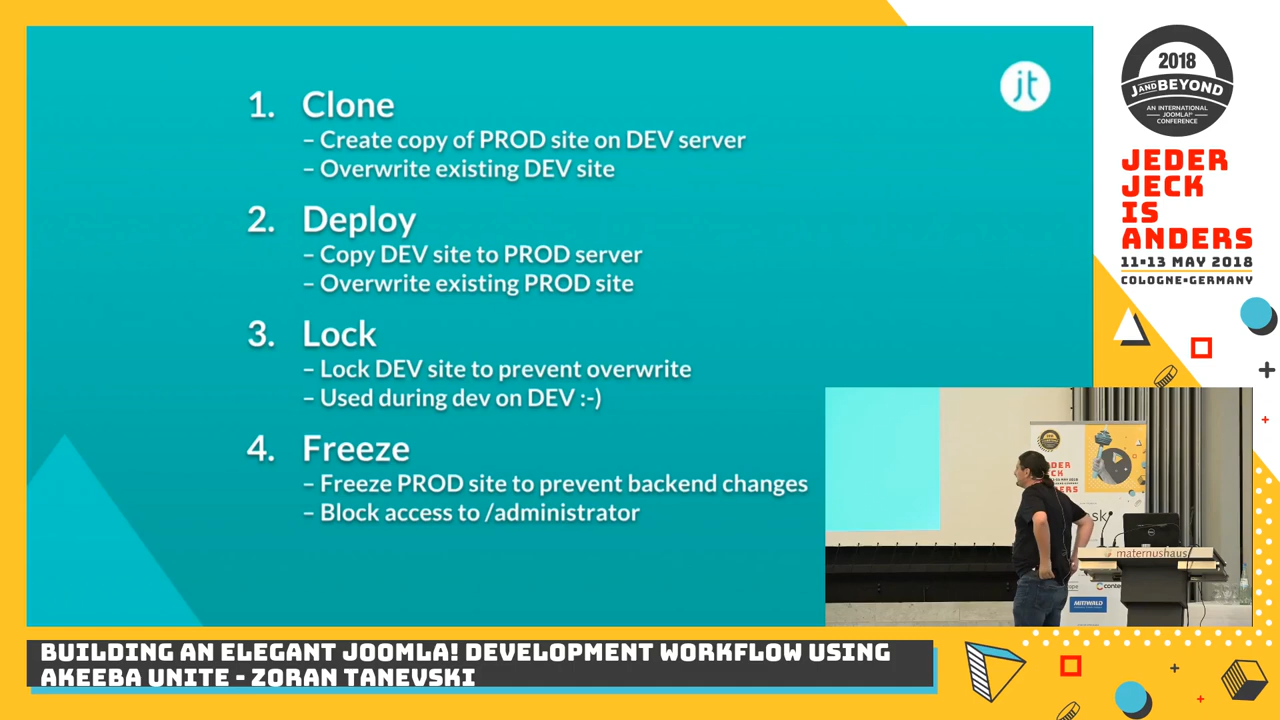 jt
1. Clone
– Create copy of PROD site on DEV server
– Overwrite existing DEV site
2. Deploy
– Copy DEV site to PROD server
– Overwrite existing PROD site
3. Lock
– Lock DEV site to prevent overwrite
– Used during dev on DEV :-)
4. Freeze
– Freeze PROD site to prevent backend changes
– Block access to /administrator
2018
J AND BEYOND
AN INTERNATIONAL
JOOMLA!®
CONFERENCE
JEDER
JECK
IS
ANDERS
11•13 MAY 2018
COLOGNE•GERMANY
maternushaus
MITTWALD
BUILDING AN ELEGANT JOOMLA! DEVELOPMENT WORKFLOW USING
AKEEBA UNITE - ZORAN TANEVSKI